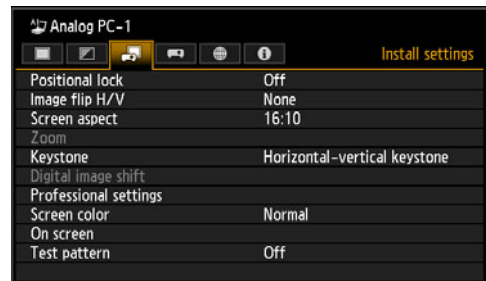 Analog PC-1
Install settings
Positional lock Off
Image flip H/V None
Screen aspect 16:10
Zoom
Keystone Horizontal-vertical keystone
Digital image shift
Professional settings
Screen color Normal
On screen
Test pattern Off